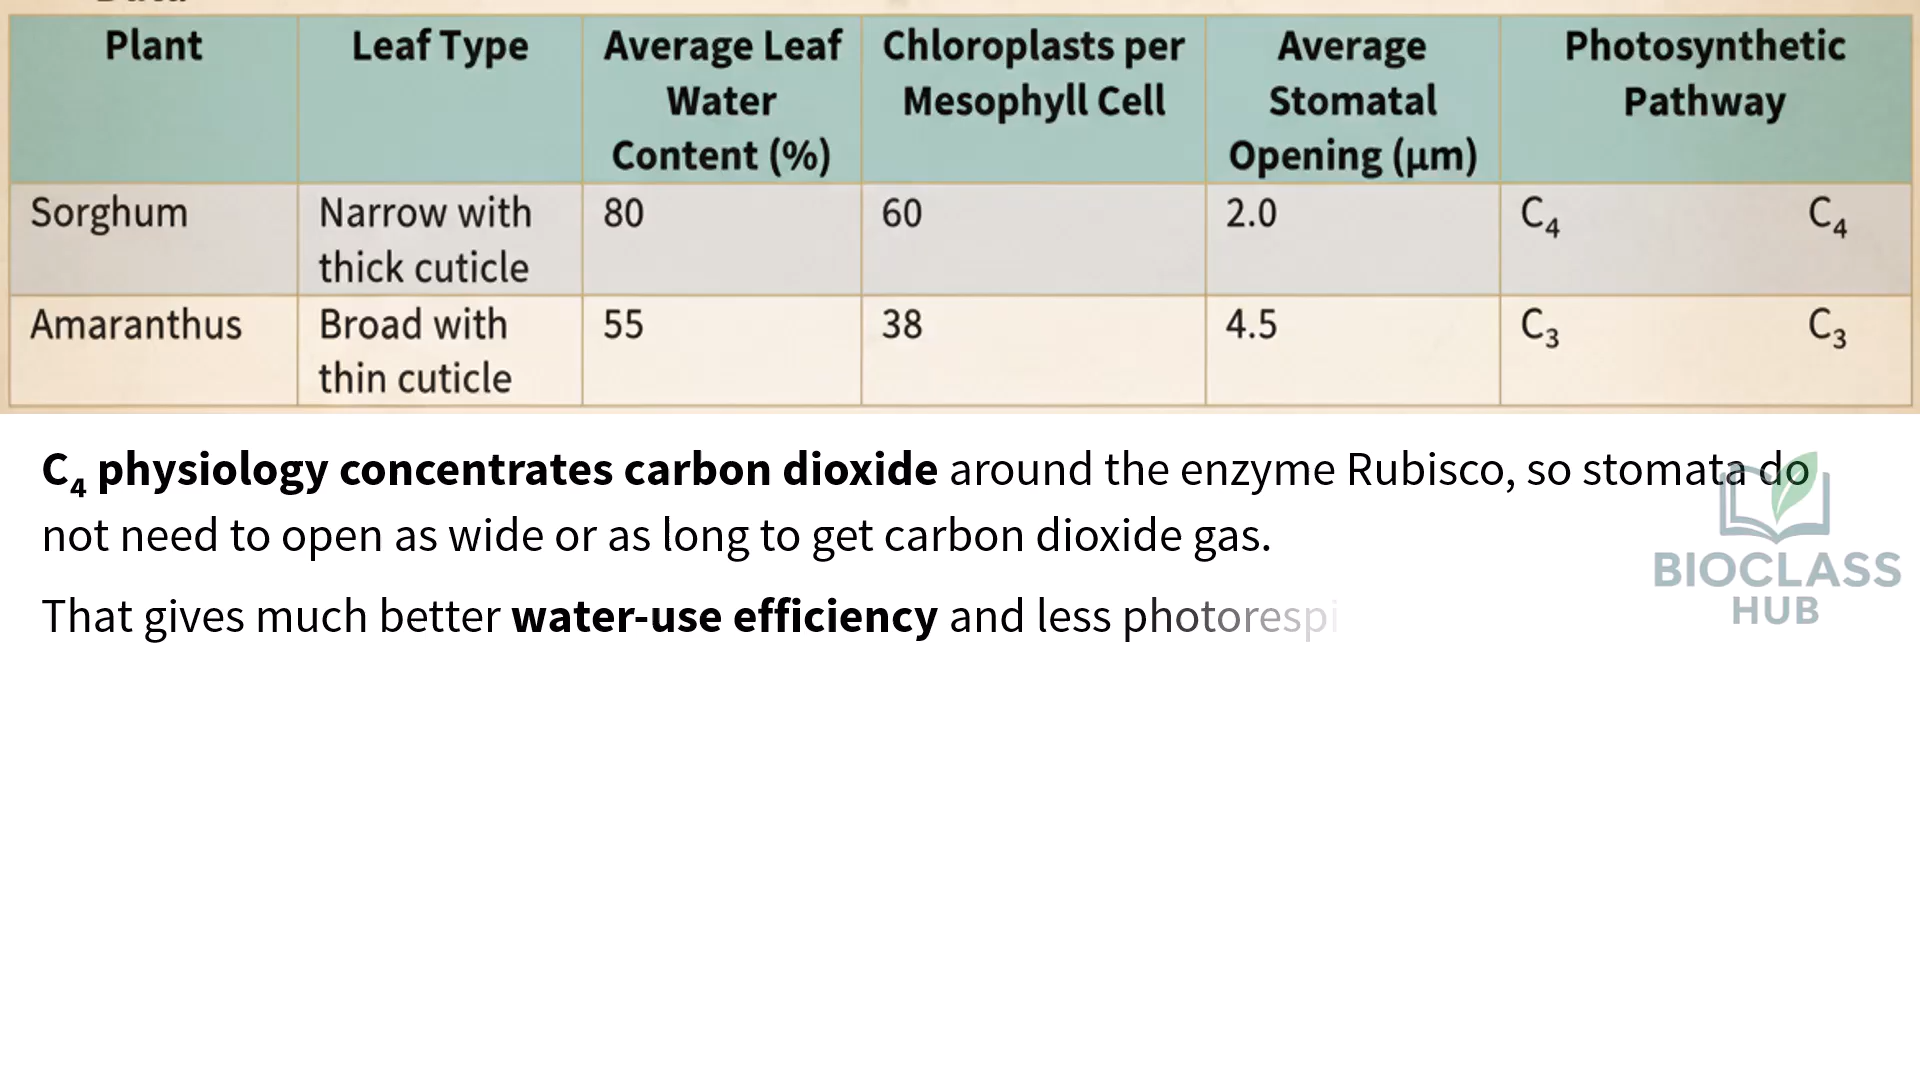 Plant Leaf Type Average Leaf Water Content (%) Chloroplasts per Mesophyll Cell Average Stomatal Opening (μm) Photosynthetic Pathway
Sorghum Narrow with thick cuticle 80 60 2.0 C₄ C₄
Amaranthus Broad with thin cuticle 55 38 4.5 C₃ C₃
C₄ physiology concentrates carbon dioxide around the enzyme Rubisco, so stomata do
not need to open as wide or as long to get carbon dioxide gas.
That gives much better water-use efficiency and less photorespi
BIOCLASS
HUB